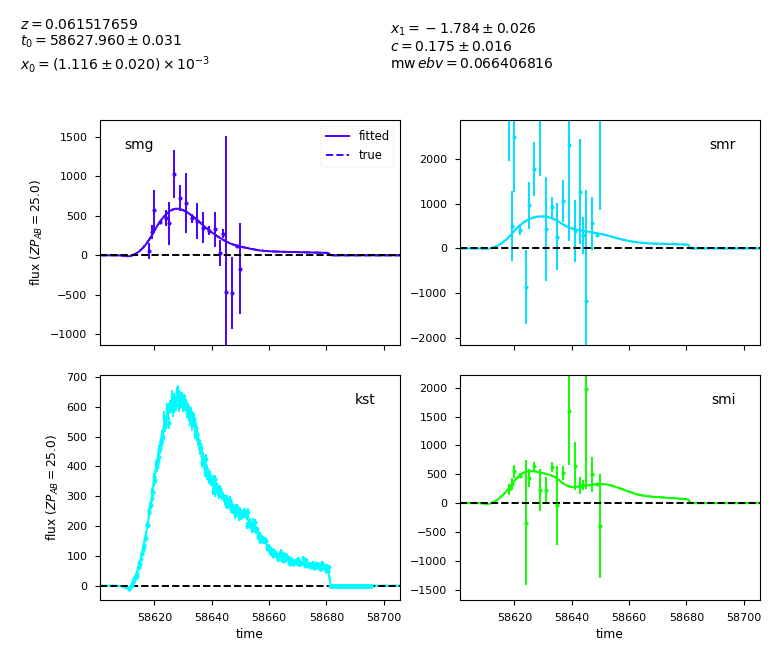 z = 0.061517659
t0 = 58627.960 ± 0.031
x0 = (1.116 ± 0.020) × 10^−3
x1 = −1.784 ± 0.026
c = 0.175 ± 0.016
mw ebv = 0.066406816
smg
fitted
true
1500
1000
500
0
−500
−1000
flux (ZP_AB = 25.0)
smr
2000
1000
0
−1000
−2000
kst
700
600
500
400
300
200
100
0
flux (ZP_AB = 25.0)
58620 58640 58660 58680 58700
time
smi
2000
1500
1000
500
0
−500
−1000
−1500
58620 58640 58660 58680 58700
time